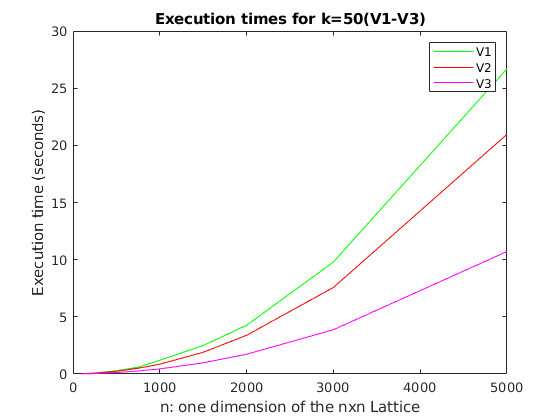 Execution times for k=50(V1-V3)
30
25
20
15
10
5
0
Execution time (seconds)
V1
V2
V3
0 1000 2000 3000 4000 5000
n: one dimension of the nxn Lattice